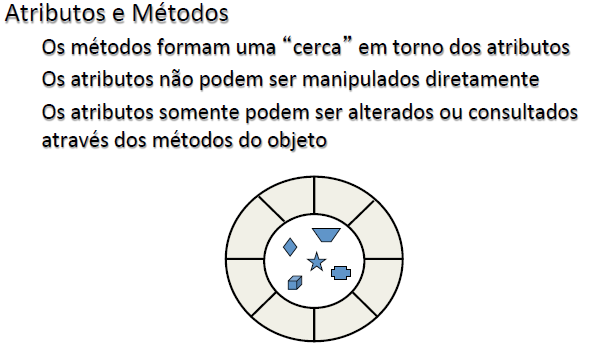 Atributos e Métodos
Os métodos formam uma “cerca” em torno dos atributos
Os atributos não podem ser manipulados diretamente
Os atributos somente podem ser alterados ou consultados
através dos métodos do objeto